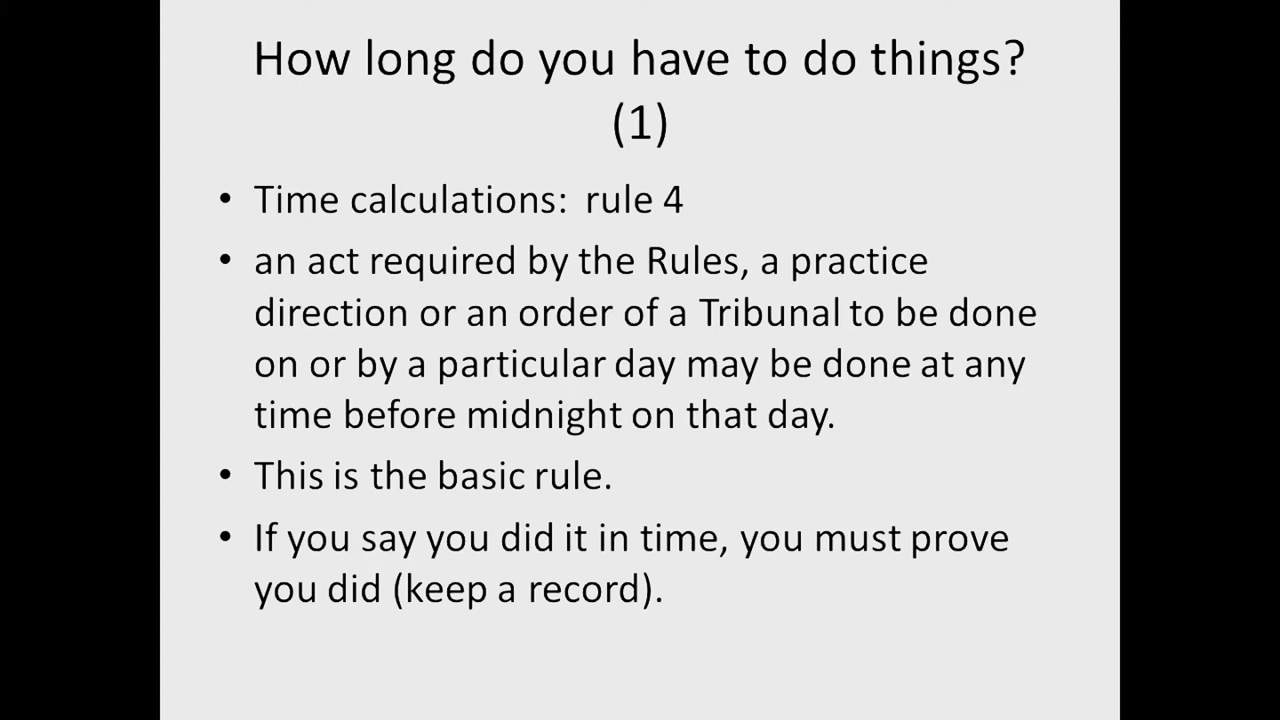 How long do you have to do things?
(1)
• Time calculations:  rule 4
• an act required by the Rules, a practice
direction or an order of a Tribunal to be done
on or by a particular day may be done at any
time before midnight on that day.
• This is the basic rule.
• If you say you did it in time, you must prove
you did (keep a record).